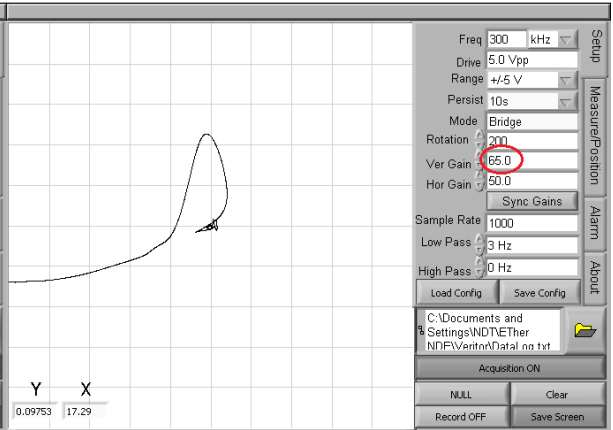 Freq 300 kHz
Drive 5.0 Vpp
Range +/-5 V
Persist 10s
Mode Bridge
Rotation 200
Ver Gain 65.0
Hor Gain 50.0
Sync Gains
Sample Rate 1000
Low Pass 3 Hz
High Pass 0 Hz
Load Config Save Config
C:\Documents and
Settings\NDT\ETher
NDE\Veritor\DataLog.txt
Acquisition ON
NULL Clear
Record OFF Save Screen
Setup
Measure/Position
Alarm
About
Y X
0.09753 17.29